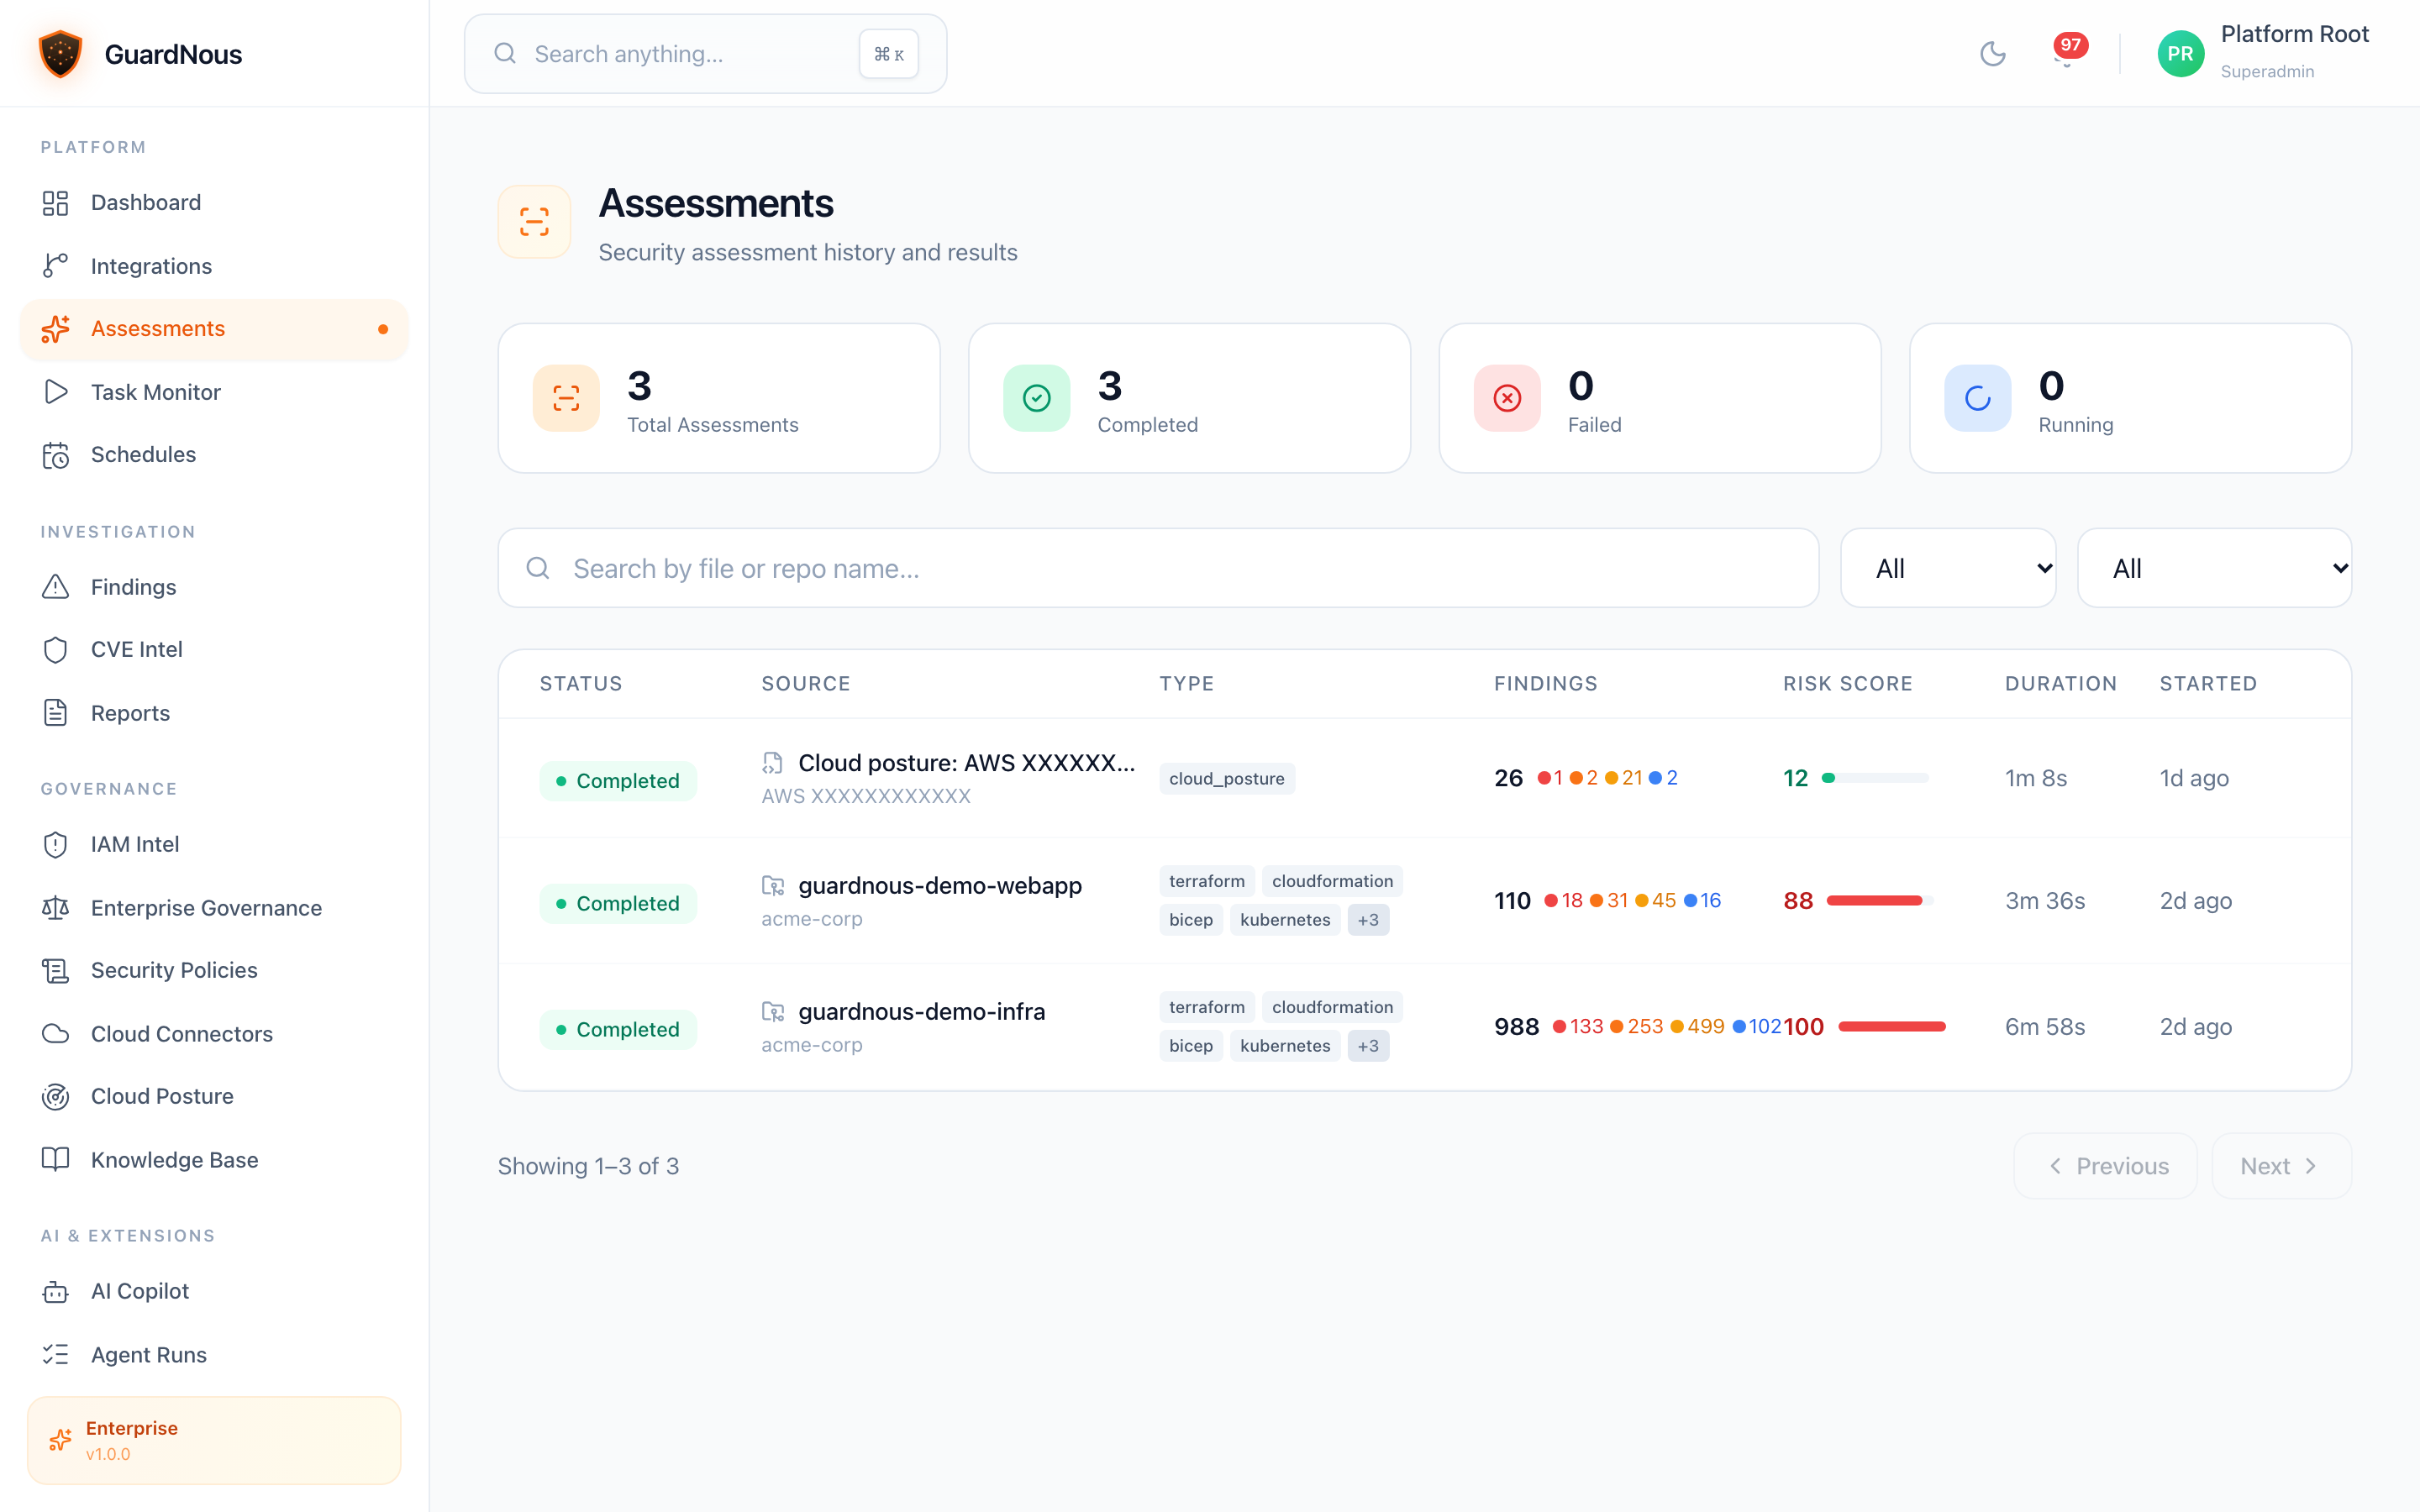 GuardNous
Search anything...
⌘ K
97
PR
Platform Root
Superadmin
PLATFORM
Dashboard
Integrations
Assessments
Task Monitor
Schedules
INVESTIGATION
Findings
CVE Intel
Reports
GOVERNANCE
IAM Intel
Enterprise Governance
Security Policies
Cloud Connectors
Cloud Posture
Knowledge Base
AI & EXTENSIONS
AI Copilot
Agent Runs
Enterprise
v1.0.0
Assessments
Security assessment history and results
3
Total Assessments
3
Completed
0
Failed
0
Running
Search by file or repo name...
All
All
STATUS SOURCE TYPE FINDINGS RISK SCORE DURATION STARTED
Completed Cloud posture: AWS XXXXXX... cloud_posture 26 1 2 21 2 12 1m 8s 1d ago
AWS XXXXXXXXXXXX
Completed guardnous-demo-webapp terraform cloudformation 110 18 31 45 16 88 3m 36s 2d ago
acme-corp bicep kubernetes +3
Completed guardnous-demo-infra terraform cloudformation 988 133 253 499 102 100 6m 58s 2d ago
acme-corp bicep kubernetes +3
Showing 1–3 of 3
Previous
Next